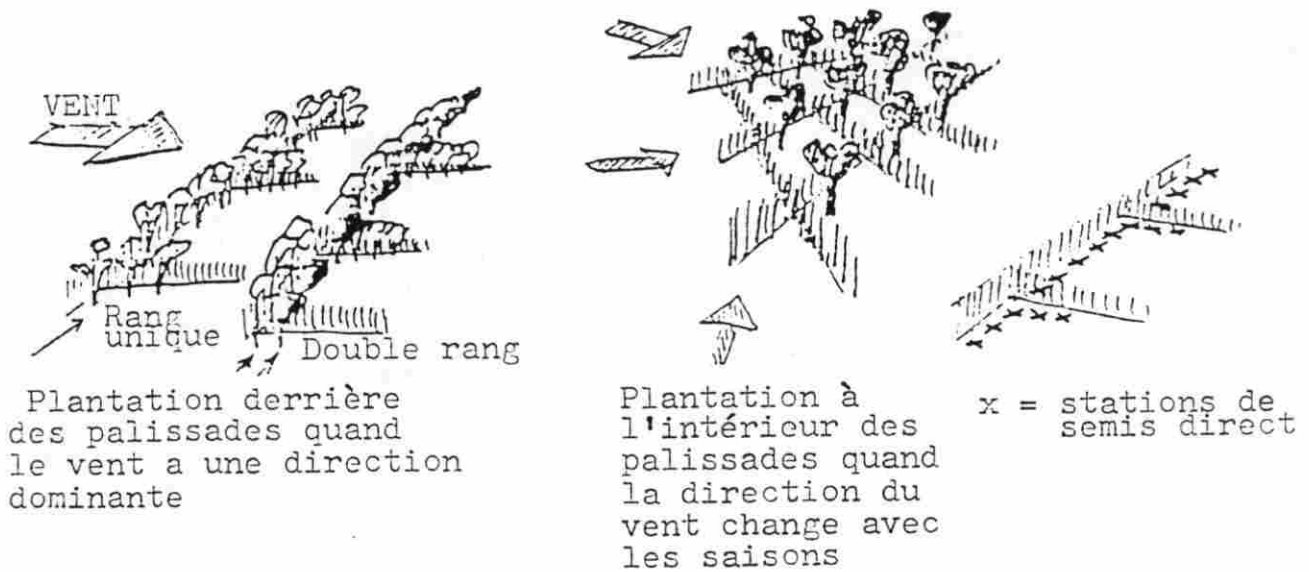 VENT
Rang
unique
Double rang
Plantation derrière
des palissades quand
le vent a une direction
dominante
Plantation à
l'intérieur des
palissades quand
la direction du
vent change avec
les saisons
x = stations de
semis direct